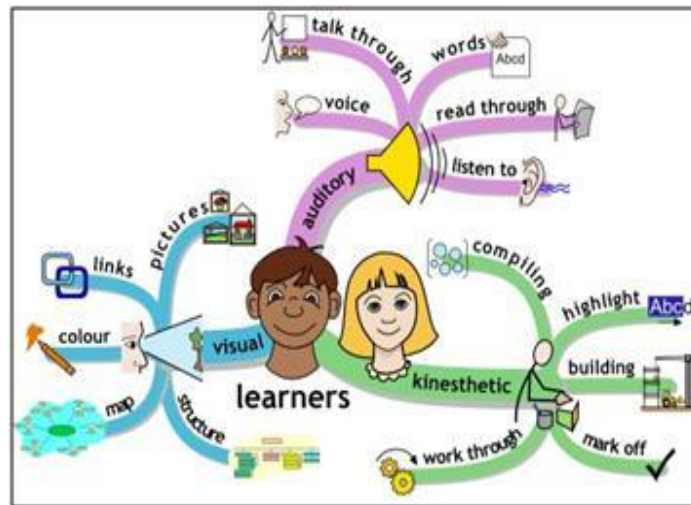 talk through
words
Abcd
voice
read through
listen to
auditory
pictures
links
colour
visual
map
structure
learners
compiling
highlight
Abcd
building
kinesthetic
work through
mark off